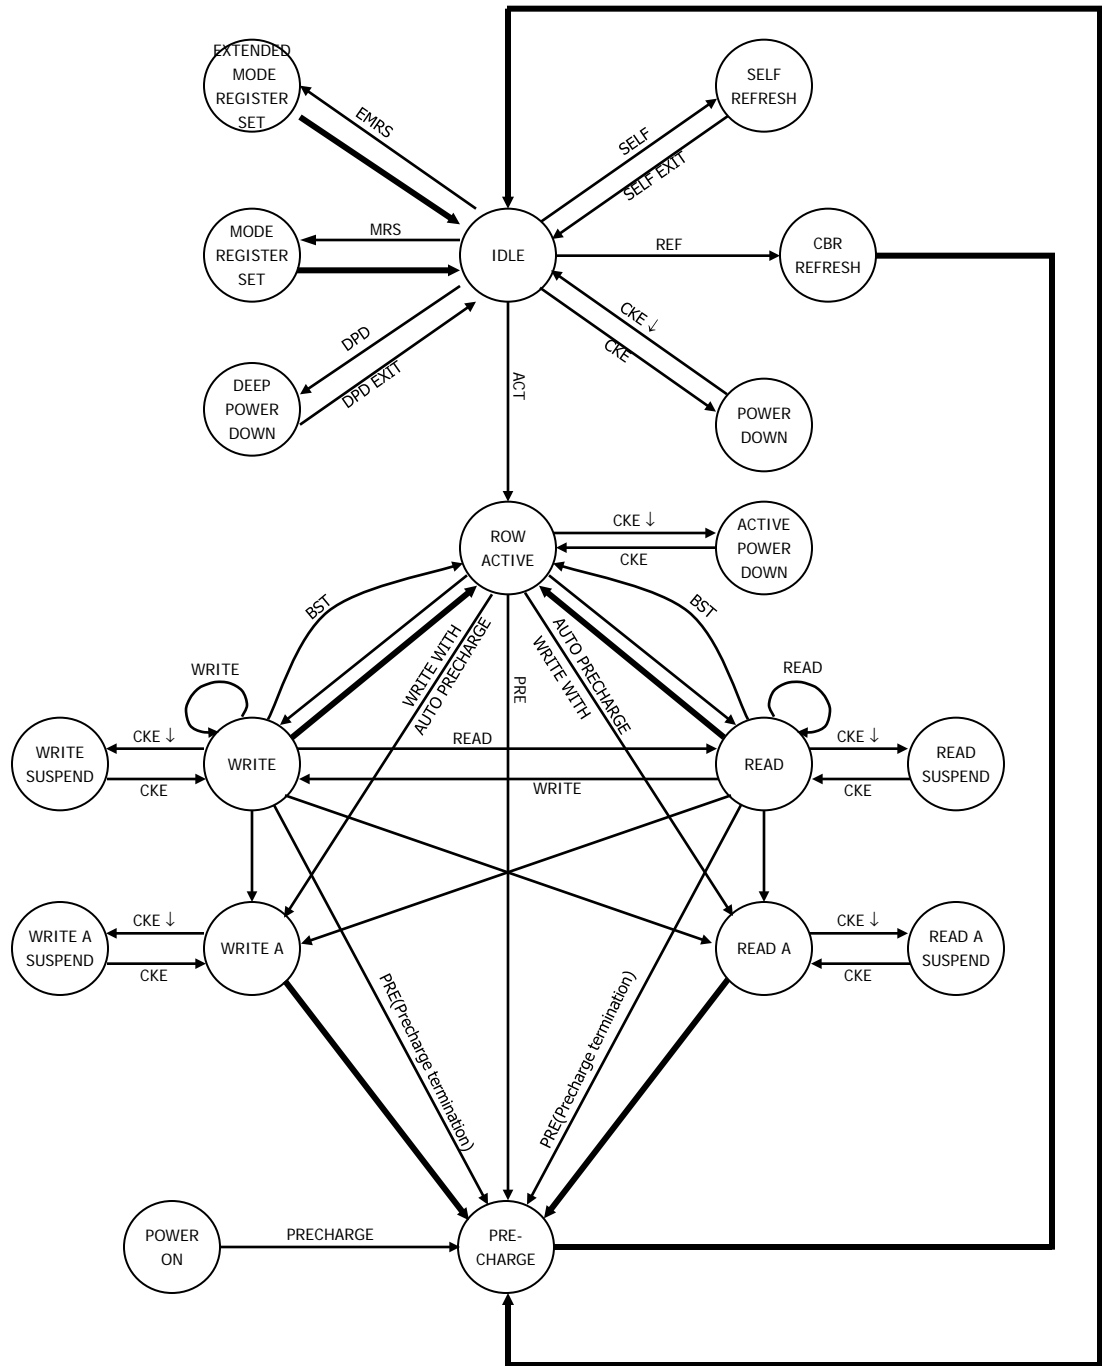 EXTENDED
MODE
REGISTER
SET
SELF
REFRESH
EMRS
SELF
SELF EXIT
MODE
REGISTER
SET
MRS
IDLE
REF
CBR
REFRESH
DPD
DPD EXIT
CKE ↓
CKE
DEEP
POWER
DOWN
ACT
POWER
DOWN
ROW
ACTIVE
CKE ↓
CKE
ACTIVE
POWER
DOWN
BST
BST
WRITE WITH
AUTO PRECHARGE
PRE
AUTO PRECHARGE
WRITE WITH
WRITE
READ
WRITE
SUSPEND
CKE ↓
CKE
WRITE
READ
WRITE
READ
CKE ↓
CKE
READ
SUSPEND
WRITE A
SUSPEND
CKE ↓
CKE
WRITE A
READ A
CKE ↓
CKE
READ A
SUSPEND
PRE(Precharge termination)
PRE(Precharge termination)
POWER
ON
PRECHARGE
PRE-
CHARGE